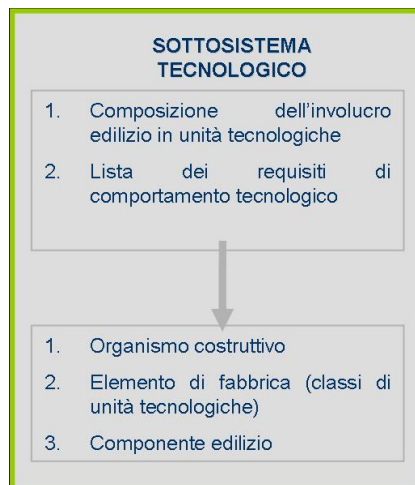 SOTTOSISTEMA
TECNOLOGICO
1. Composizione dell'involucro
edilizio in unità tecnologiche
2. Lista dei requisiti di
comportamento tecnologico
1. Organismo costruttivo
2. Elemento di fabbrica (classi di
unità tecnologiche)
3. Componente edilizio